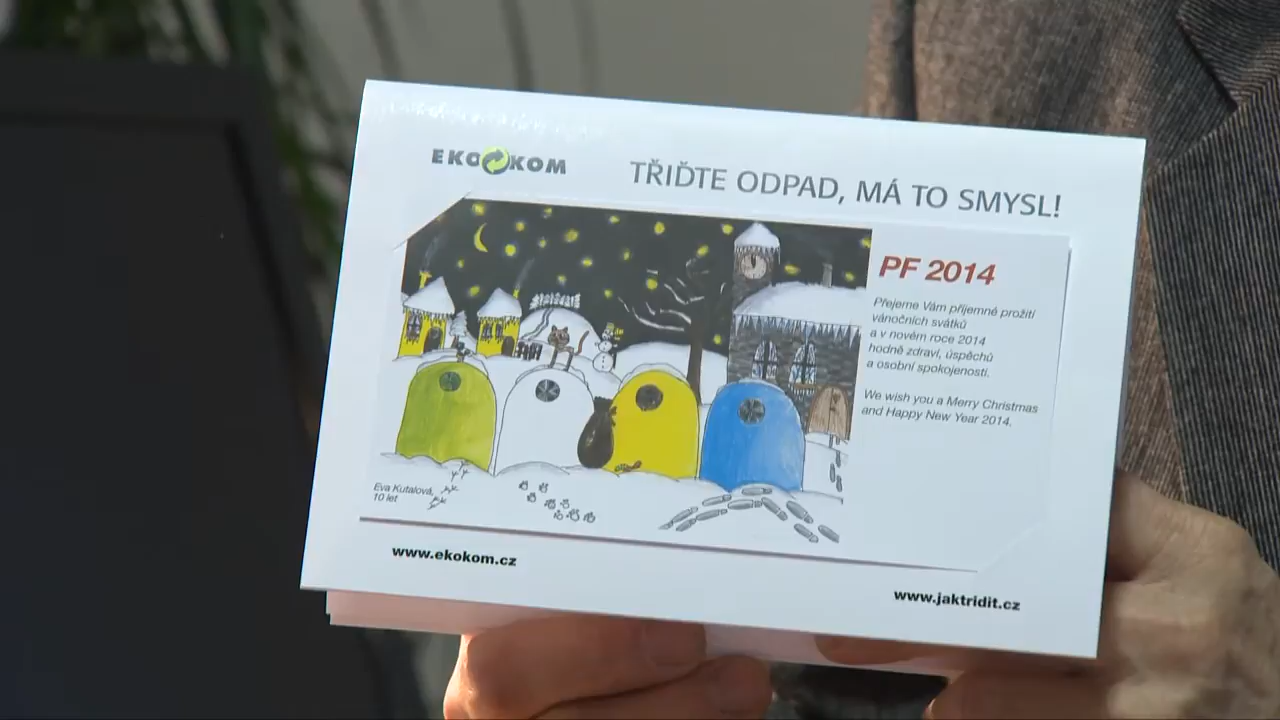 EKO KOM
TŘIĎTE ODPAD, MÁ TO SMYSL!
PF 2014
Přejeme Vám příjemné prožití
vánočních svátků
a v novém roce 2014
hodně zdraví, úspěchů
a osobní spokojenosti.
We wish you a Merry Christmas
and Happy New Year 2014.
Eva Kutalová,
10 let
www.ekokom.cz
www.jaktridit.cz